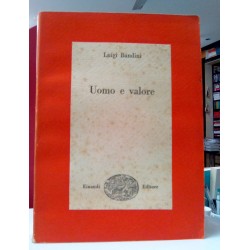 Luigi Bandini
Uomo e valore
Einaudi Editore